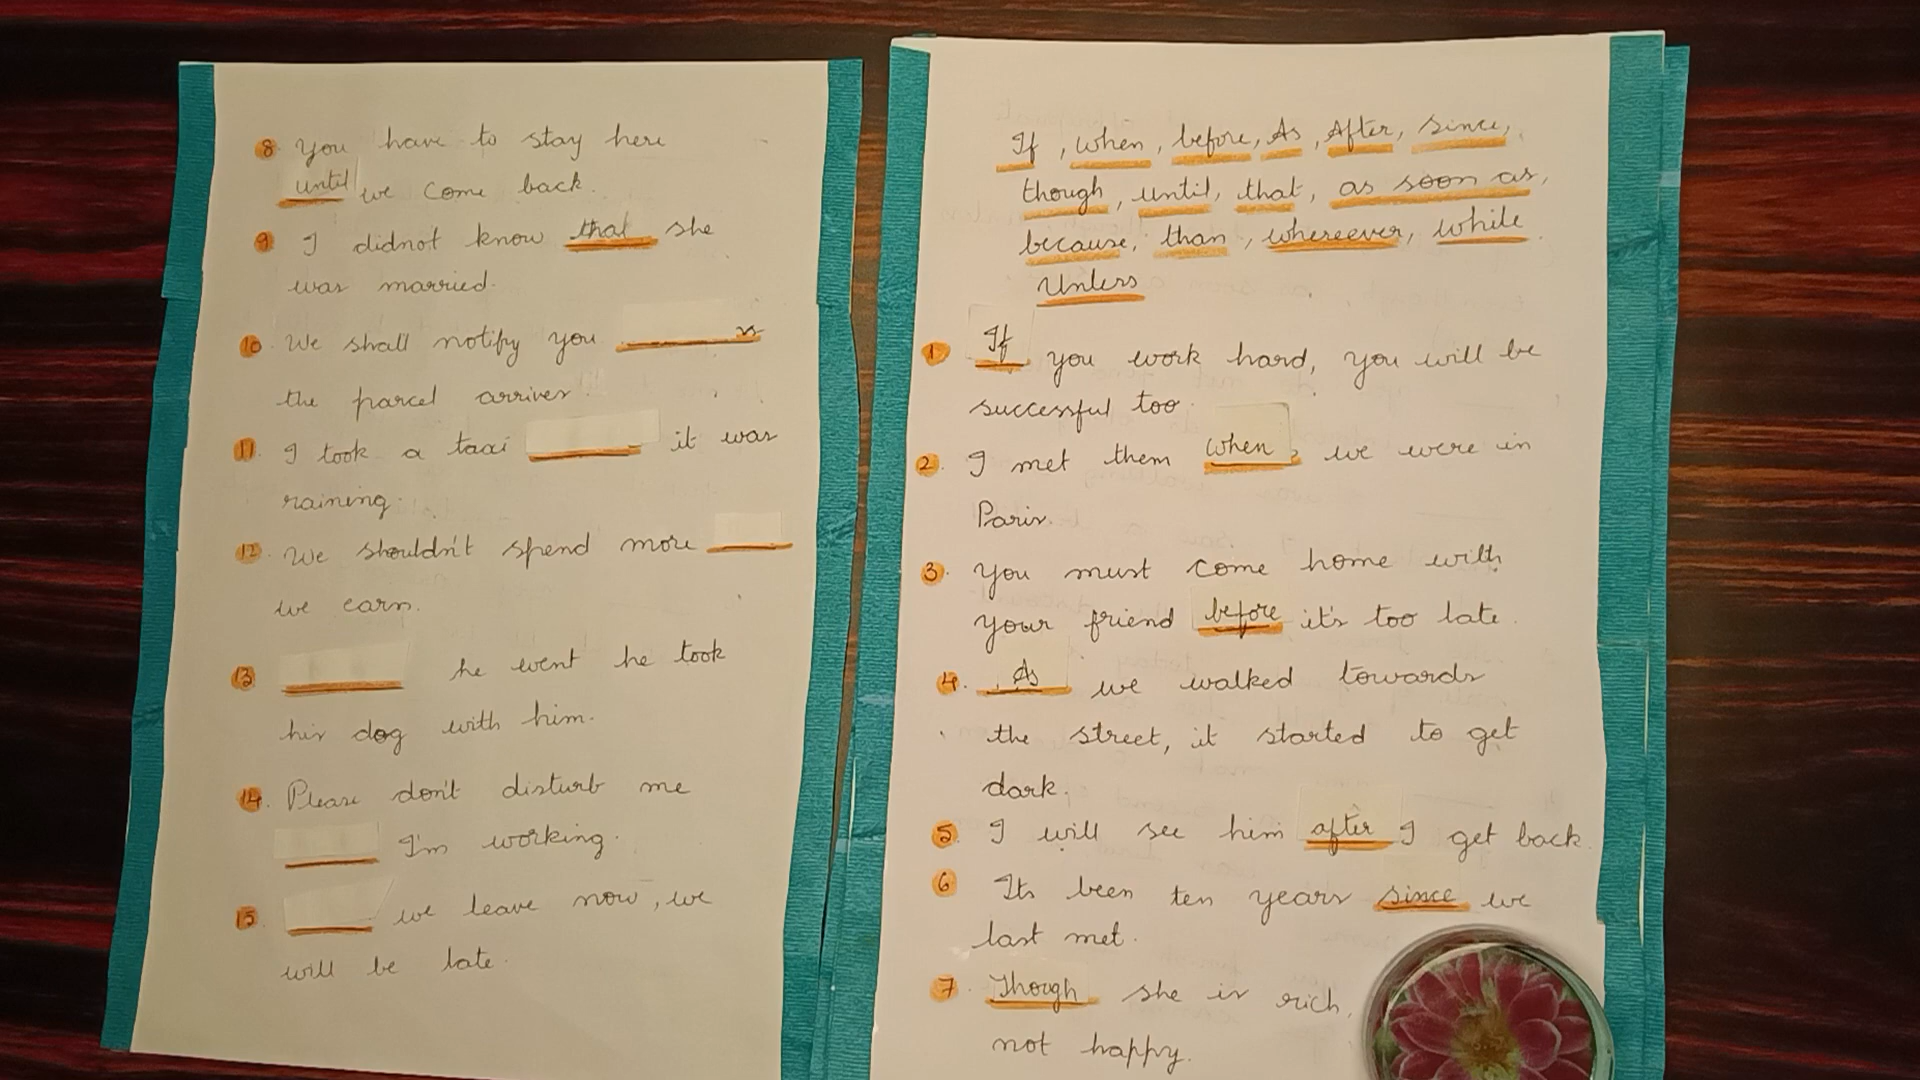 8. You have to stay here
until we come back.
9. I didnot know that she
was married.
10. We shall notify you ______s
the parcel arrives.
11. I took a taxi ______ it was
raining.
12. We shouldn't spend more ______
we earn.
13. ______ he went he took
his dog with him.
14. Please don't disturb me
______ I'm working.
15. ______ we leave now, we
will be late.
If, when, before, As, After, since,
though, until, that, as soon as,
because, than, whereever, while
Unless
1. If you work hard, you will be
successful too.
2. I met them when we were in
Paris.
3. You must come home with
your friend before it's too late.
4. As we walked towards
the street, it started to get
dark.
5. I will see him after I get back
6. Its been ten years since we
last met.
7. Though she is rich,
not happy.